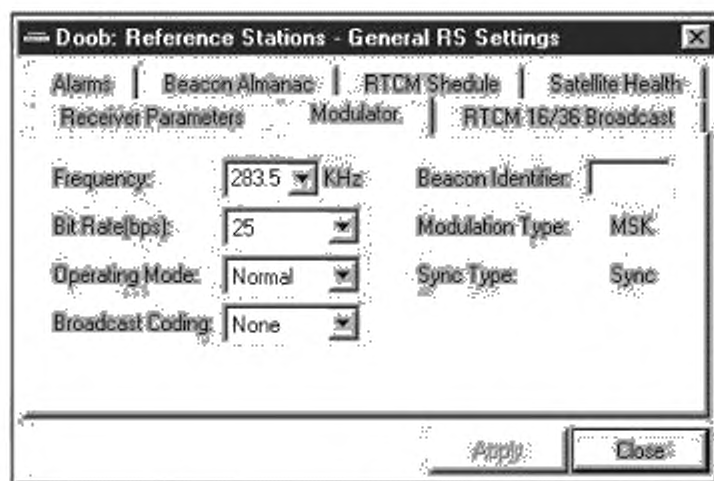 Doob: Reference Stations - General RS Settings
Alarms Beacon Almanac RTCM Shedule Satellite Health
Receiver Parameters Modulator RTCM 16/36 Broadcast
Frequency: 283.5 KHz Beacon Identifier:
Bit Rate(bps): 25 Modulation Type: MSK
Operating Mode: Normal Sync Type: Sync
Broadcast Coding: None
Apply Close